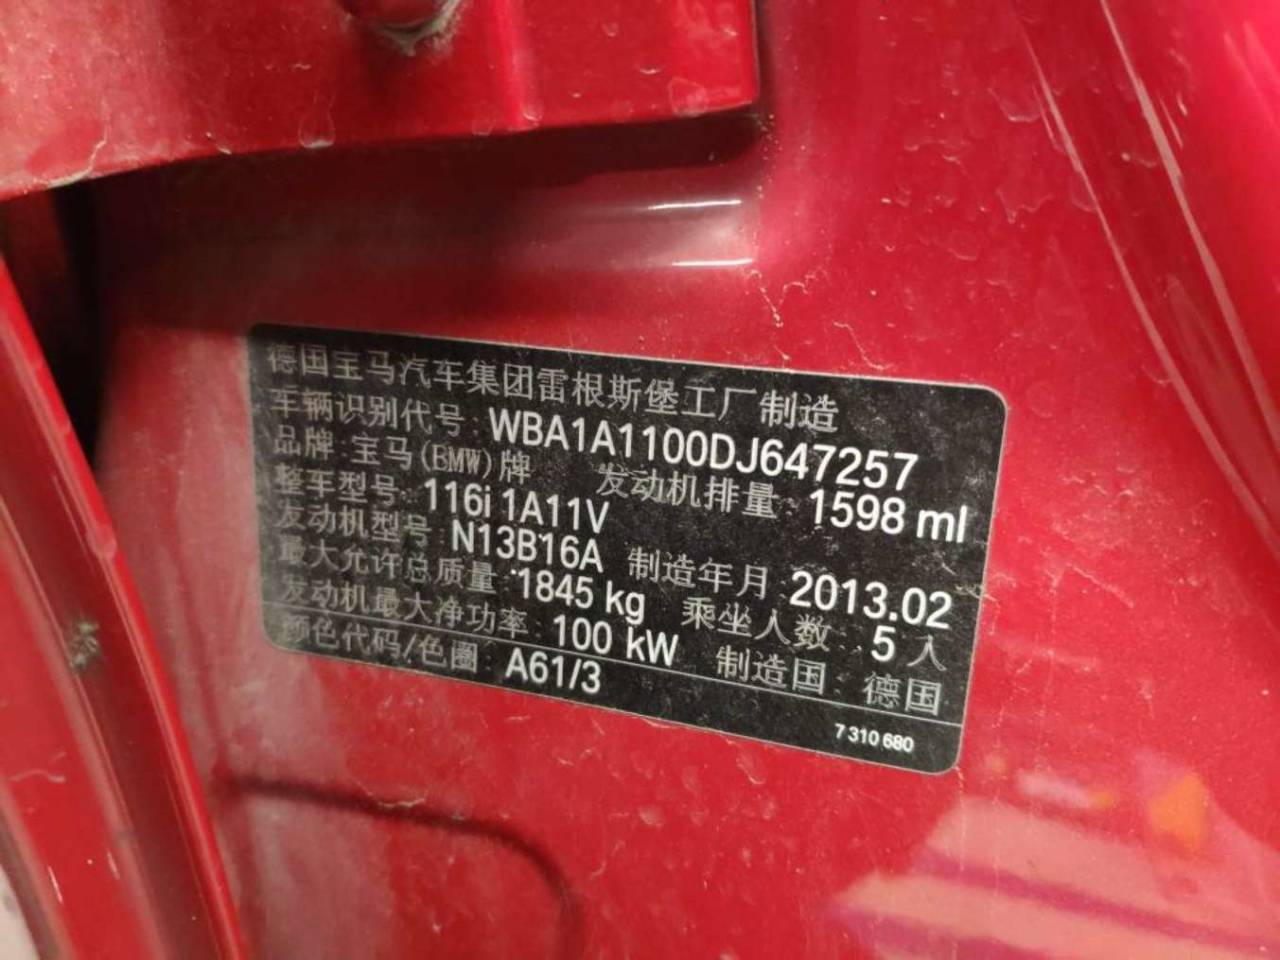 德国宝马汽车集团雷根斯堡工厂制造
车辆识别代号: WBA1A1100DJ647257
品牌: 宝马(BMW)牌 发动机排量: 1598 ml
整车型号: 116i 1A11V
发动机型号: N13B16A 制造年月: 2013.02
最大允许总质量: 1845 kg 乘坐人数: 5人
发动机最大净功率: 100 kW 制造国: 德国
颜色代码/色圈: A61/3
7 310 680